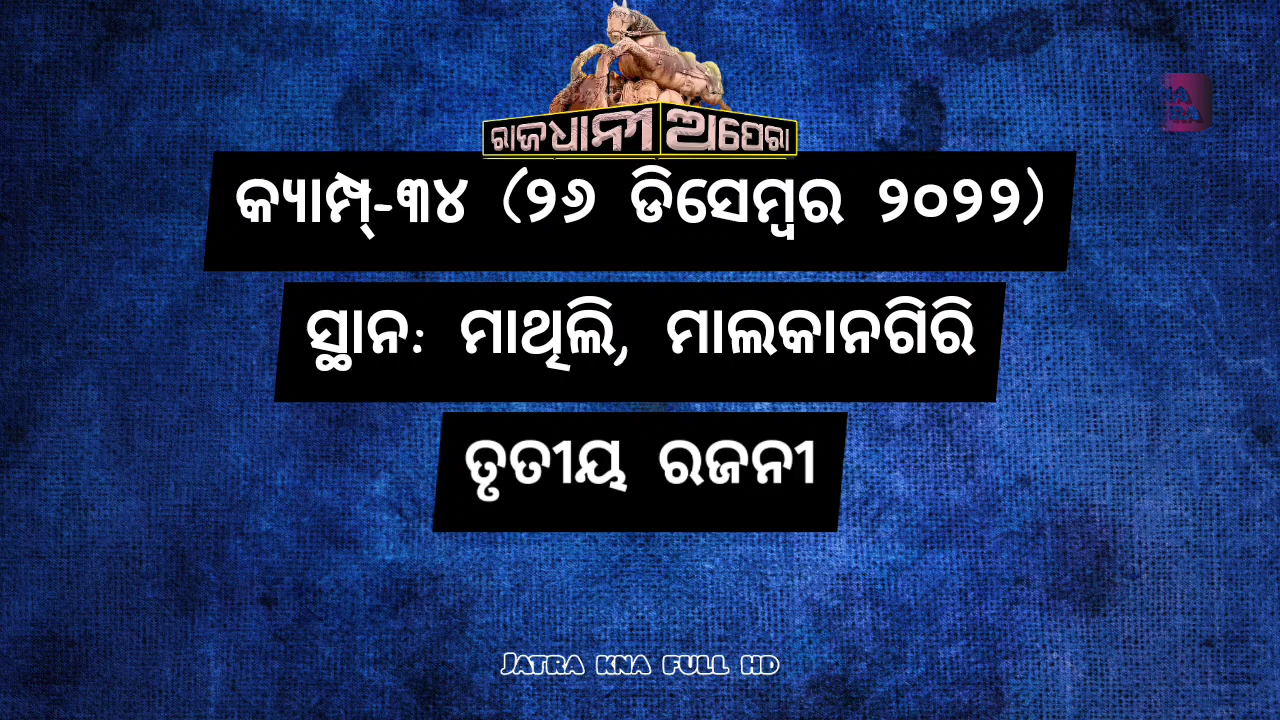 ରାଜଧାନୀ ଅପେରା
କ୍ୟାମ୍ପ୍-୩୪ (୨୬ ଡିସେମ୍ବର ୨୦୨୨)
ସ୍ଥାନ: ମାଥିଲି, ମାଲକାନଗିରି
ତୃତୀୟ ରଜନୀ
JATRA KNA FULL HD